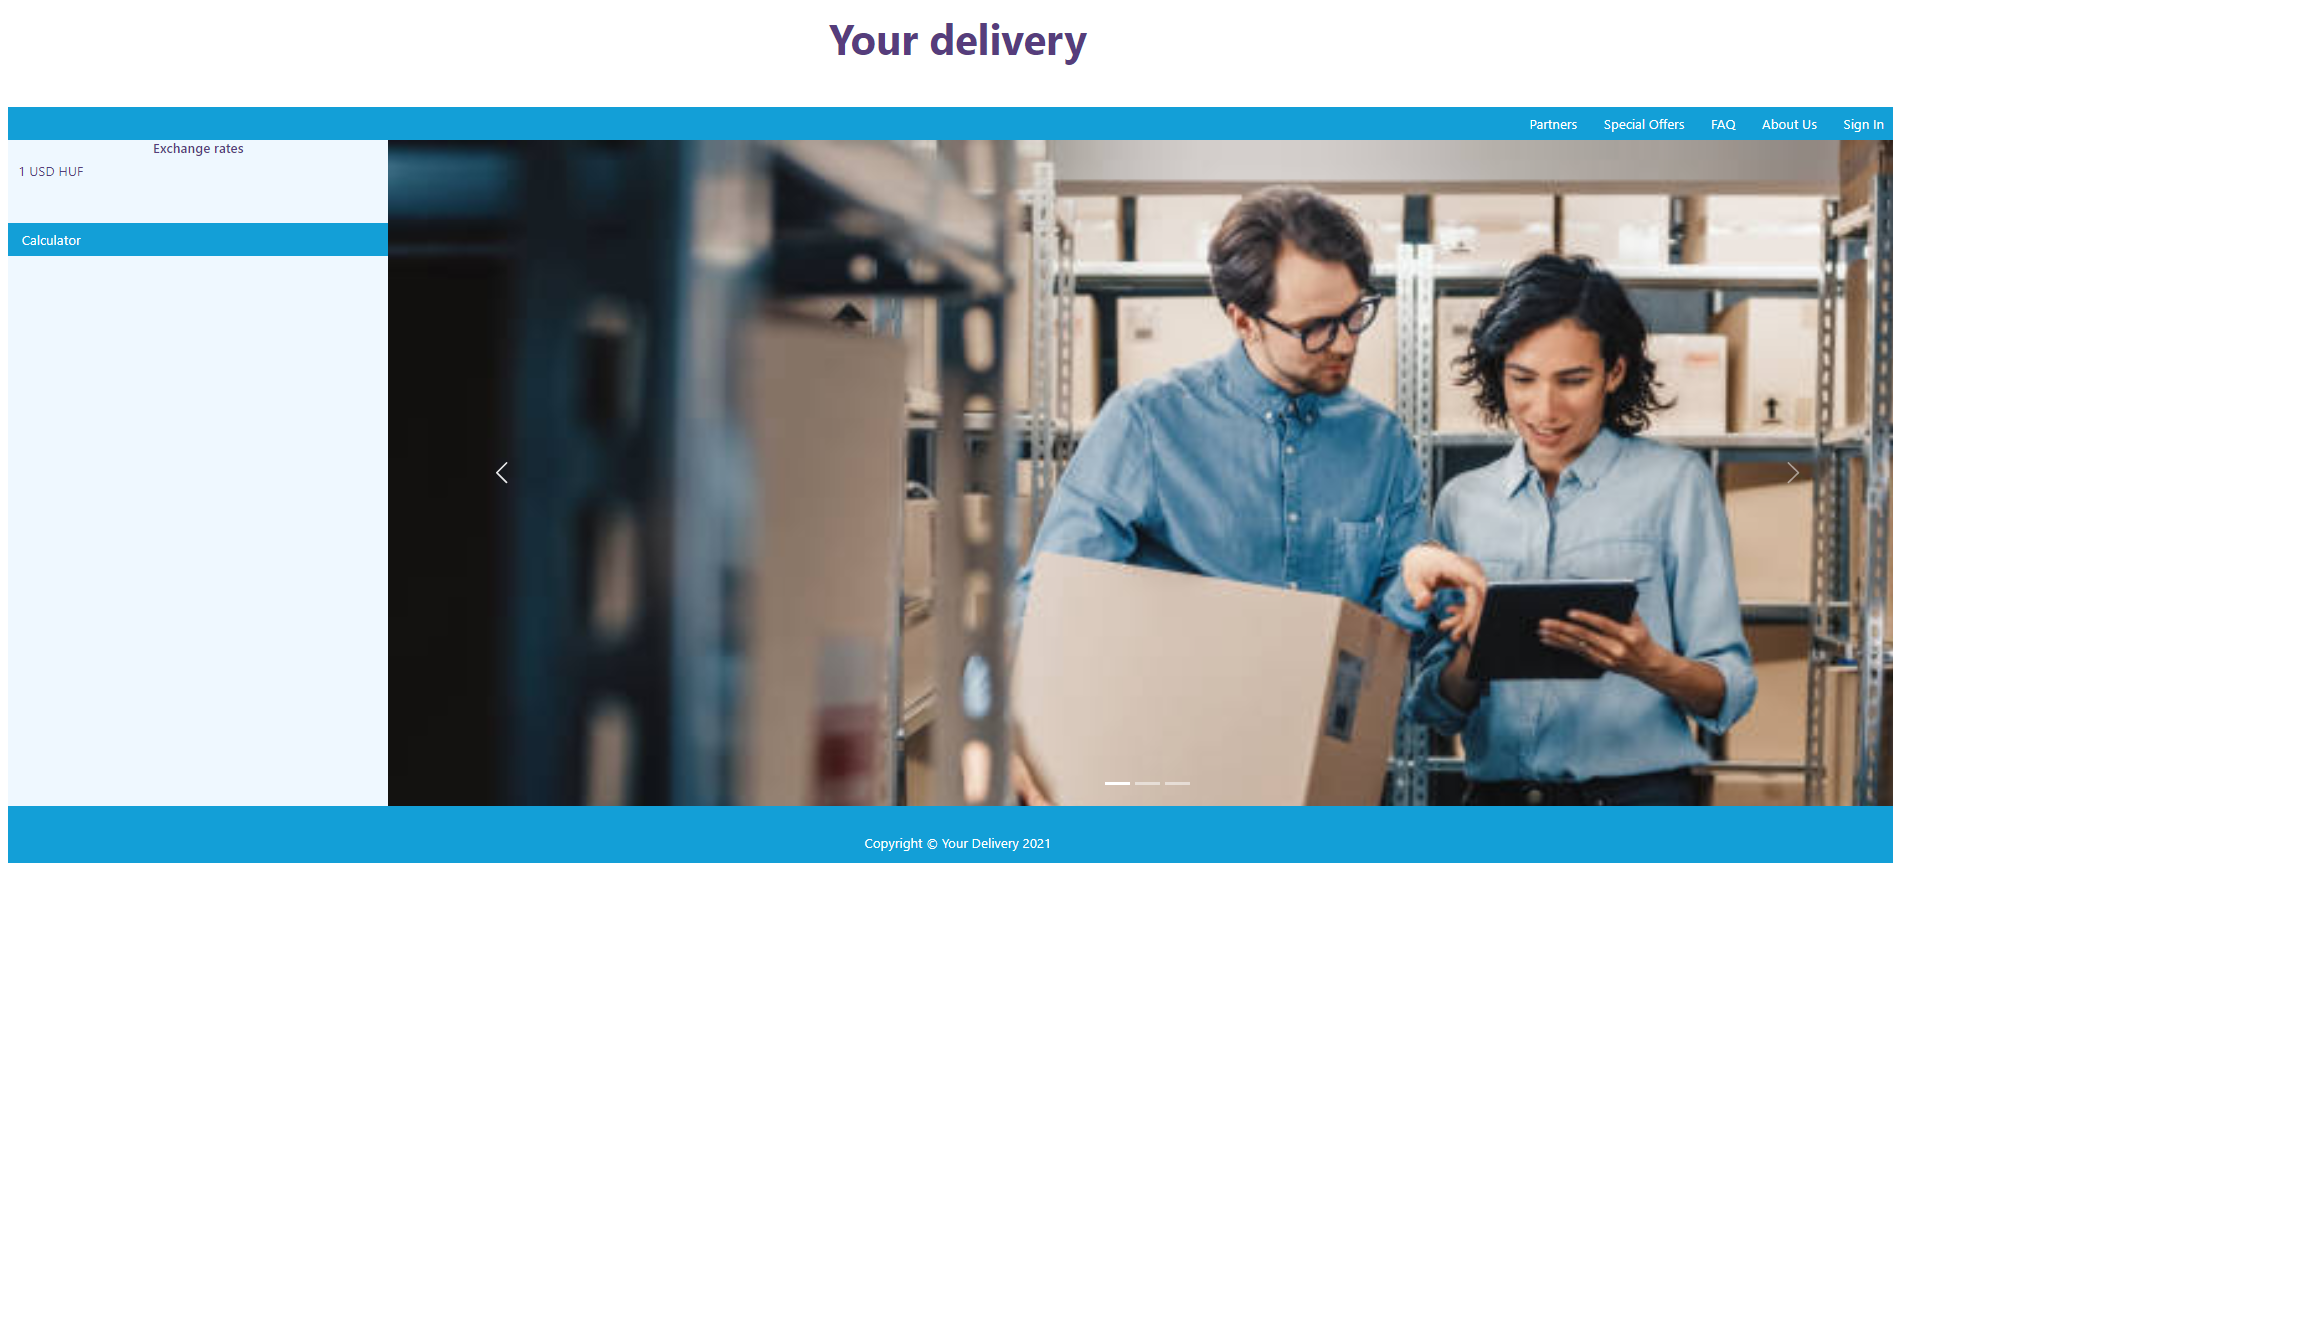 Your delivery
Partners Special Offers FAQ About Us Sign In
Exchange rates
1 USD HUF
Calculator
Copyright © Your Delivery 2021